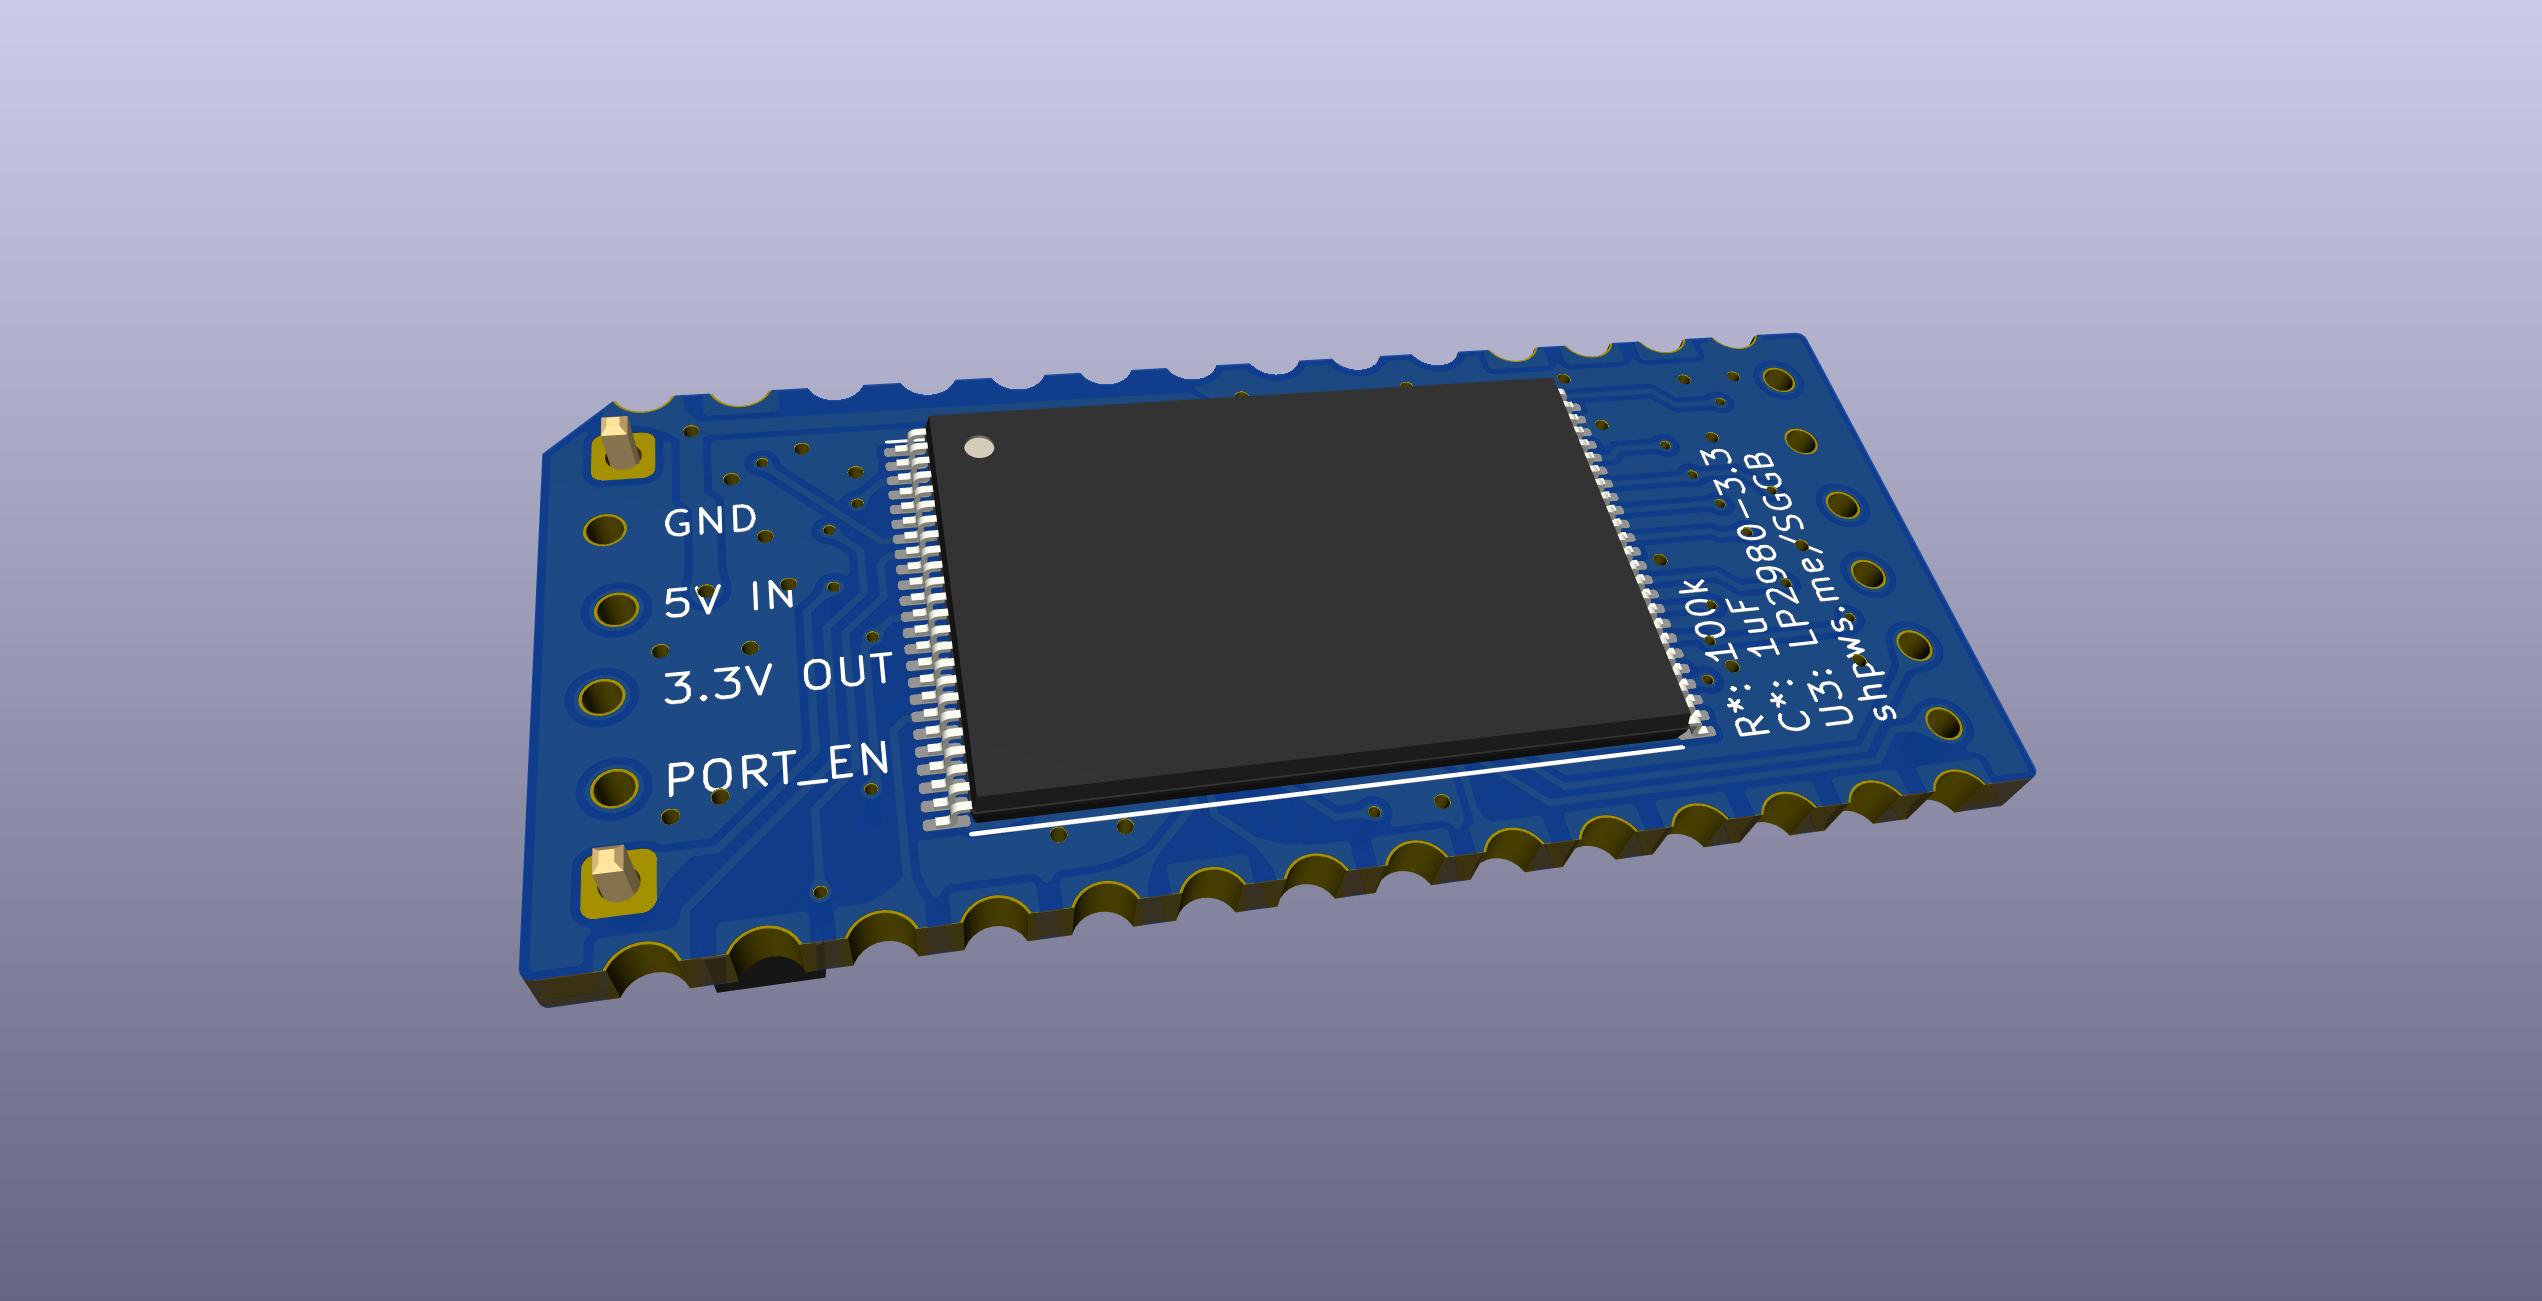 GND
5V IN
3.3V OUT
PORT_EN
R*: 100k
C*: 1uF
U3: LP2980-3.3
shpws.me/SGGB